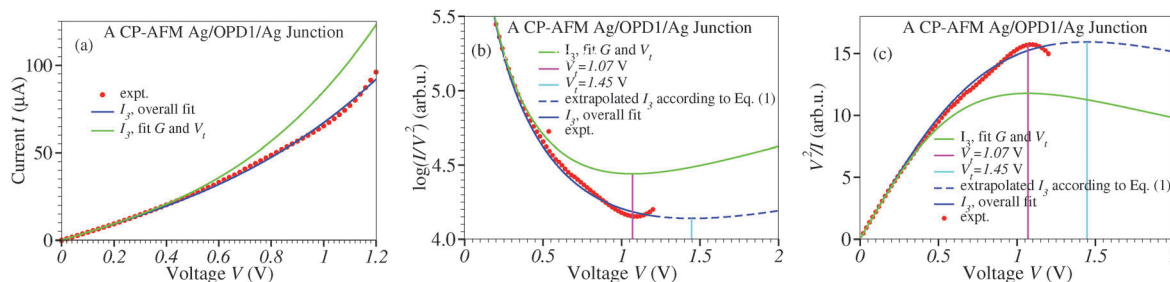 A CP-AFM Ag/OPD1/Ag Junction
(a)
expt.
I₃, overall fit
I₃, fit G and Vₜ
Current I (μA)
100
50
0
0
0.2
0.4
0.6
0.8
1
1.2
Voltage V (V)
A CP-AFM Ag/OPD1/Ag Junction
(b)
I₃, fit G and Vₜ
Vₜ=1.07 V
Vₜ=1.45 V
extrapolated I₃ according to Eq. (1)
I₃, overall fit
expt.
log(I/V²) (arb.u.)
5.5
5.0
4.5
4.0
0
0.5
1
1.5
2
Voltage V (V)
A CP-AFM Ag/OPD1/Ag Junction
(c)
I₃, fit G and Vₜ
Vₜ=1.07 V
Vₜ=1.45 V
extrapolated I₃ according to Eq. (1)
I₃, overall fit
expt.
V²/I (arb.u.)
15
10
5
0
0
0.5
1
1.5
Voltage V (V)